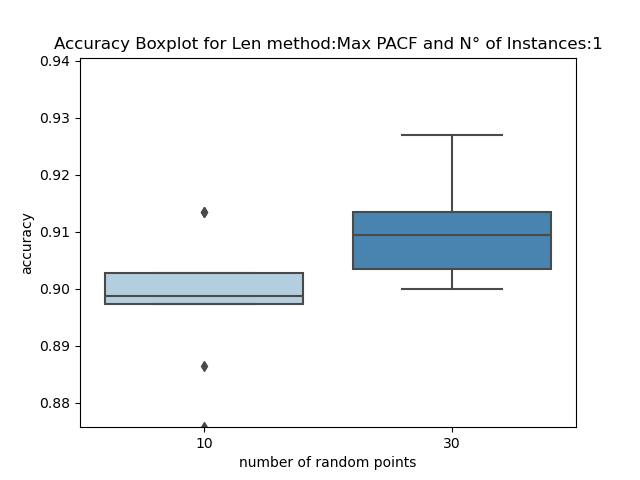 Accuracy Boxplot for Len method:Max PACF and N° of Instances:1
0.94
0.93
0.92
0.91
0.90
0.89
0.88
accuracy
10 30
number of random points